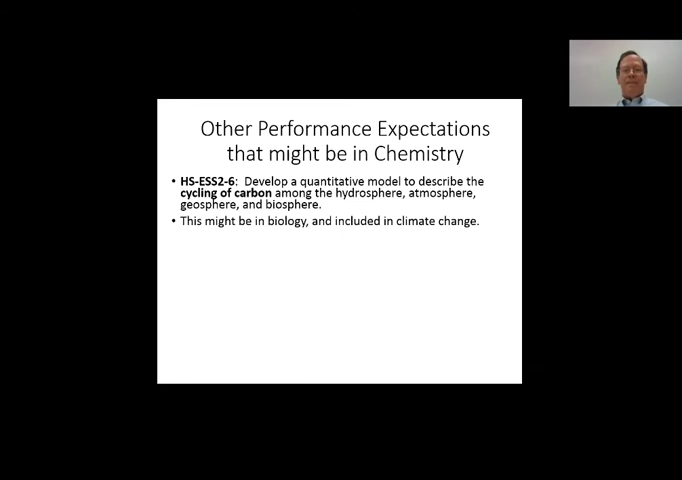 Other Performance Expectations
that might be in Chemistry
• HS-ESS2-6: Develop a quantitative model to describe the
cycling of carbon among the hydrosphere, atmosphere,
geosphere, and biosphere.
• This might be in biology, and included in climate change.